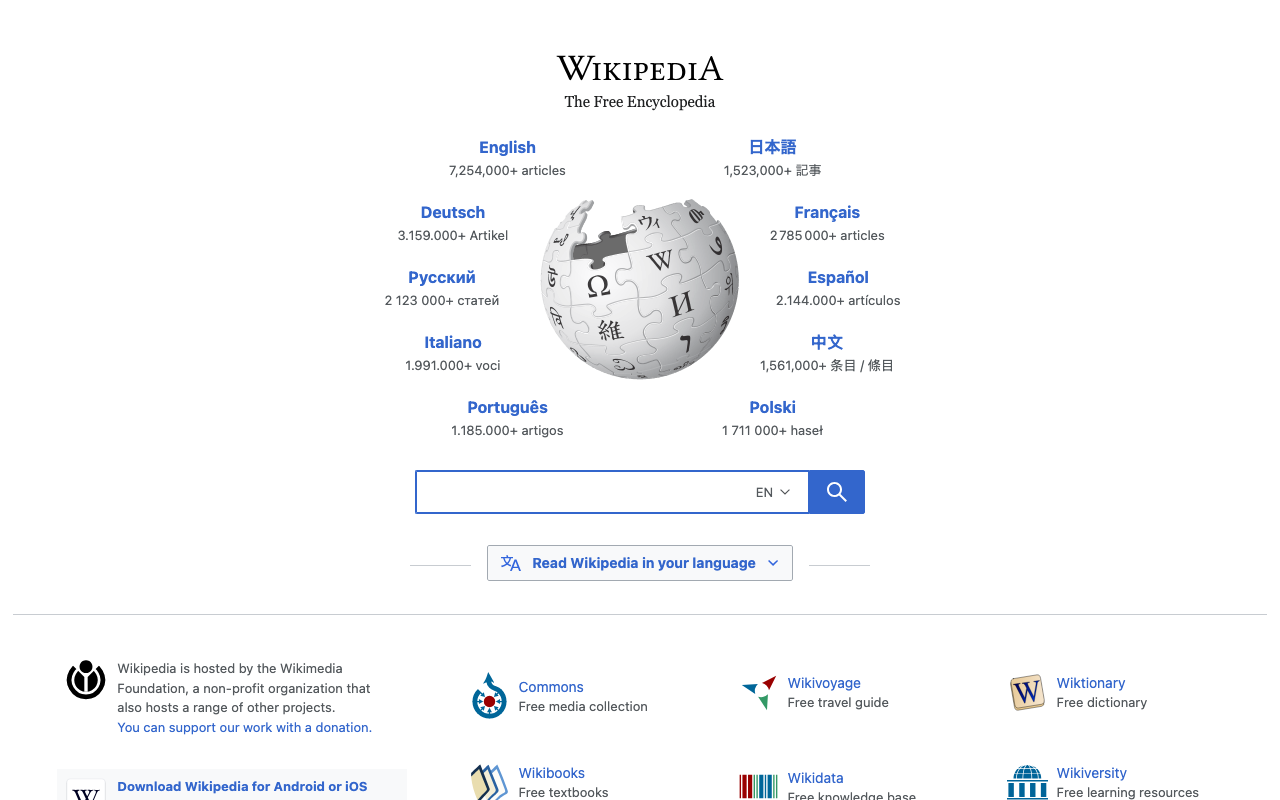 WIKIPEDIA
The Free Encyclopedia
English
7,254,000+ articles
日本語
1,523,000+ 記事
Deutsch
3.159.000+ Artikel
Français
2 785 000+ articles
Русский
2 123 000+ статей
Español
2.144.000+ artículos
Italiano
1.991.000+ voci
中文
1,561,000+ 条目 / 條目
Português
1.185.000+ artigos
Polski
1 711 000+ haseł
Ω
W
И
維
ウィ
EN
Read Wikipedia in your language
Wikipedia is hosted by the Wikimedia
Foundation, a non-profit organization that
also hosts a range of other projects.
You can support our work with a donation.
Download Wikipedia for Android or iOS
W
Commons
Free media collection
Wikivoyage
Free travel guide
W
Wiktionary
Free dictionary
Wikibooks
Free textbooks
Wikidata
Free knowledge base
Wikiversity
Free learning resources